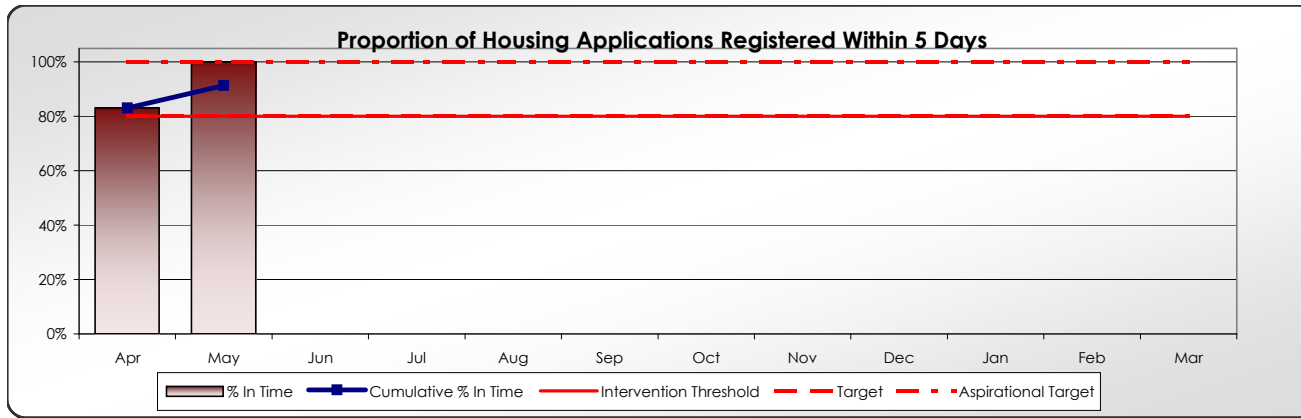 Proportion of Housing Applications Registered Within 5 Days
100%
80%
60%
40%
20%
0%
Apr May Jun Jul Aug Sep Oct Nov Dec Jan Feb Mar
% In Time Cumulative % In Time Intervention Threshold Target Aspirational Target